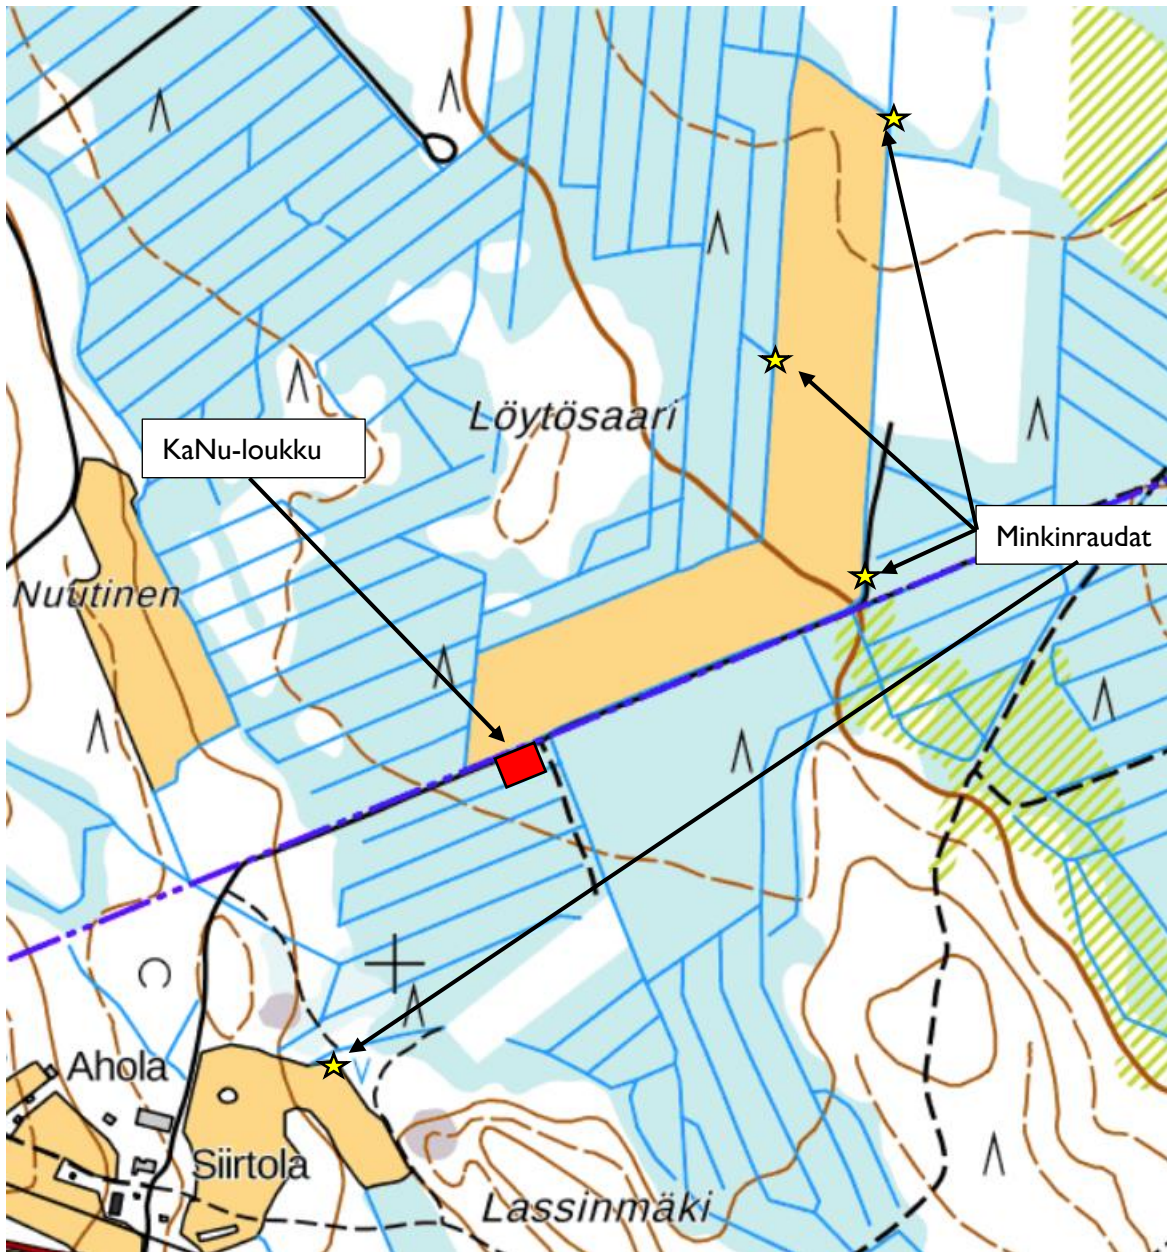 Löytösaari
KaNu-loukku
Minkinraudat
Nuutinen
Ahola
Siirtola
Lassinmäki
V